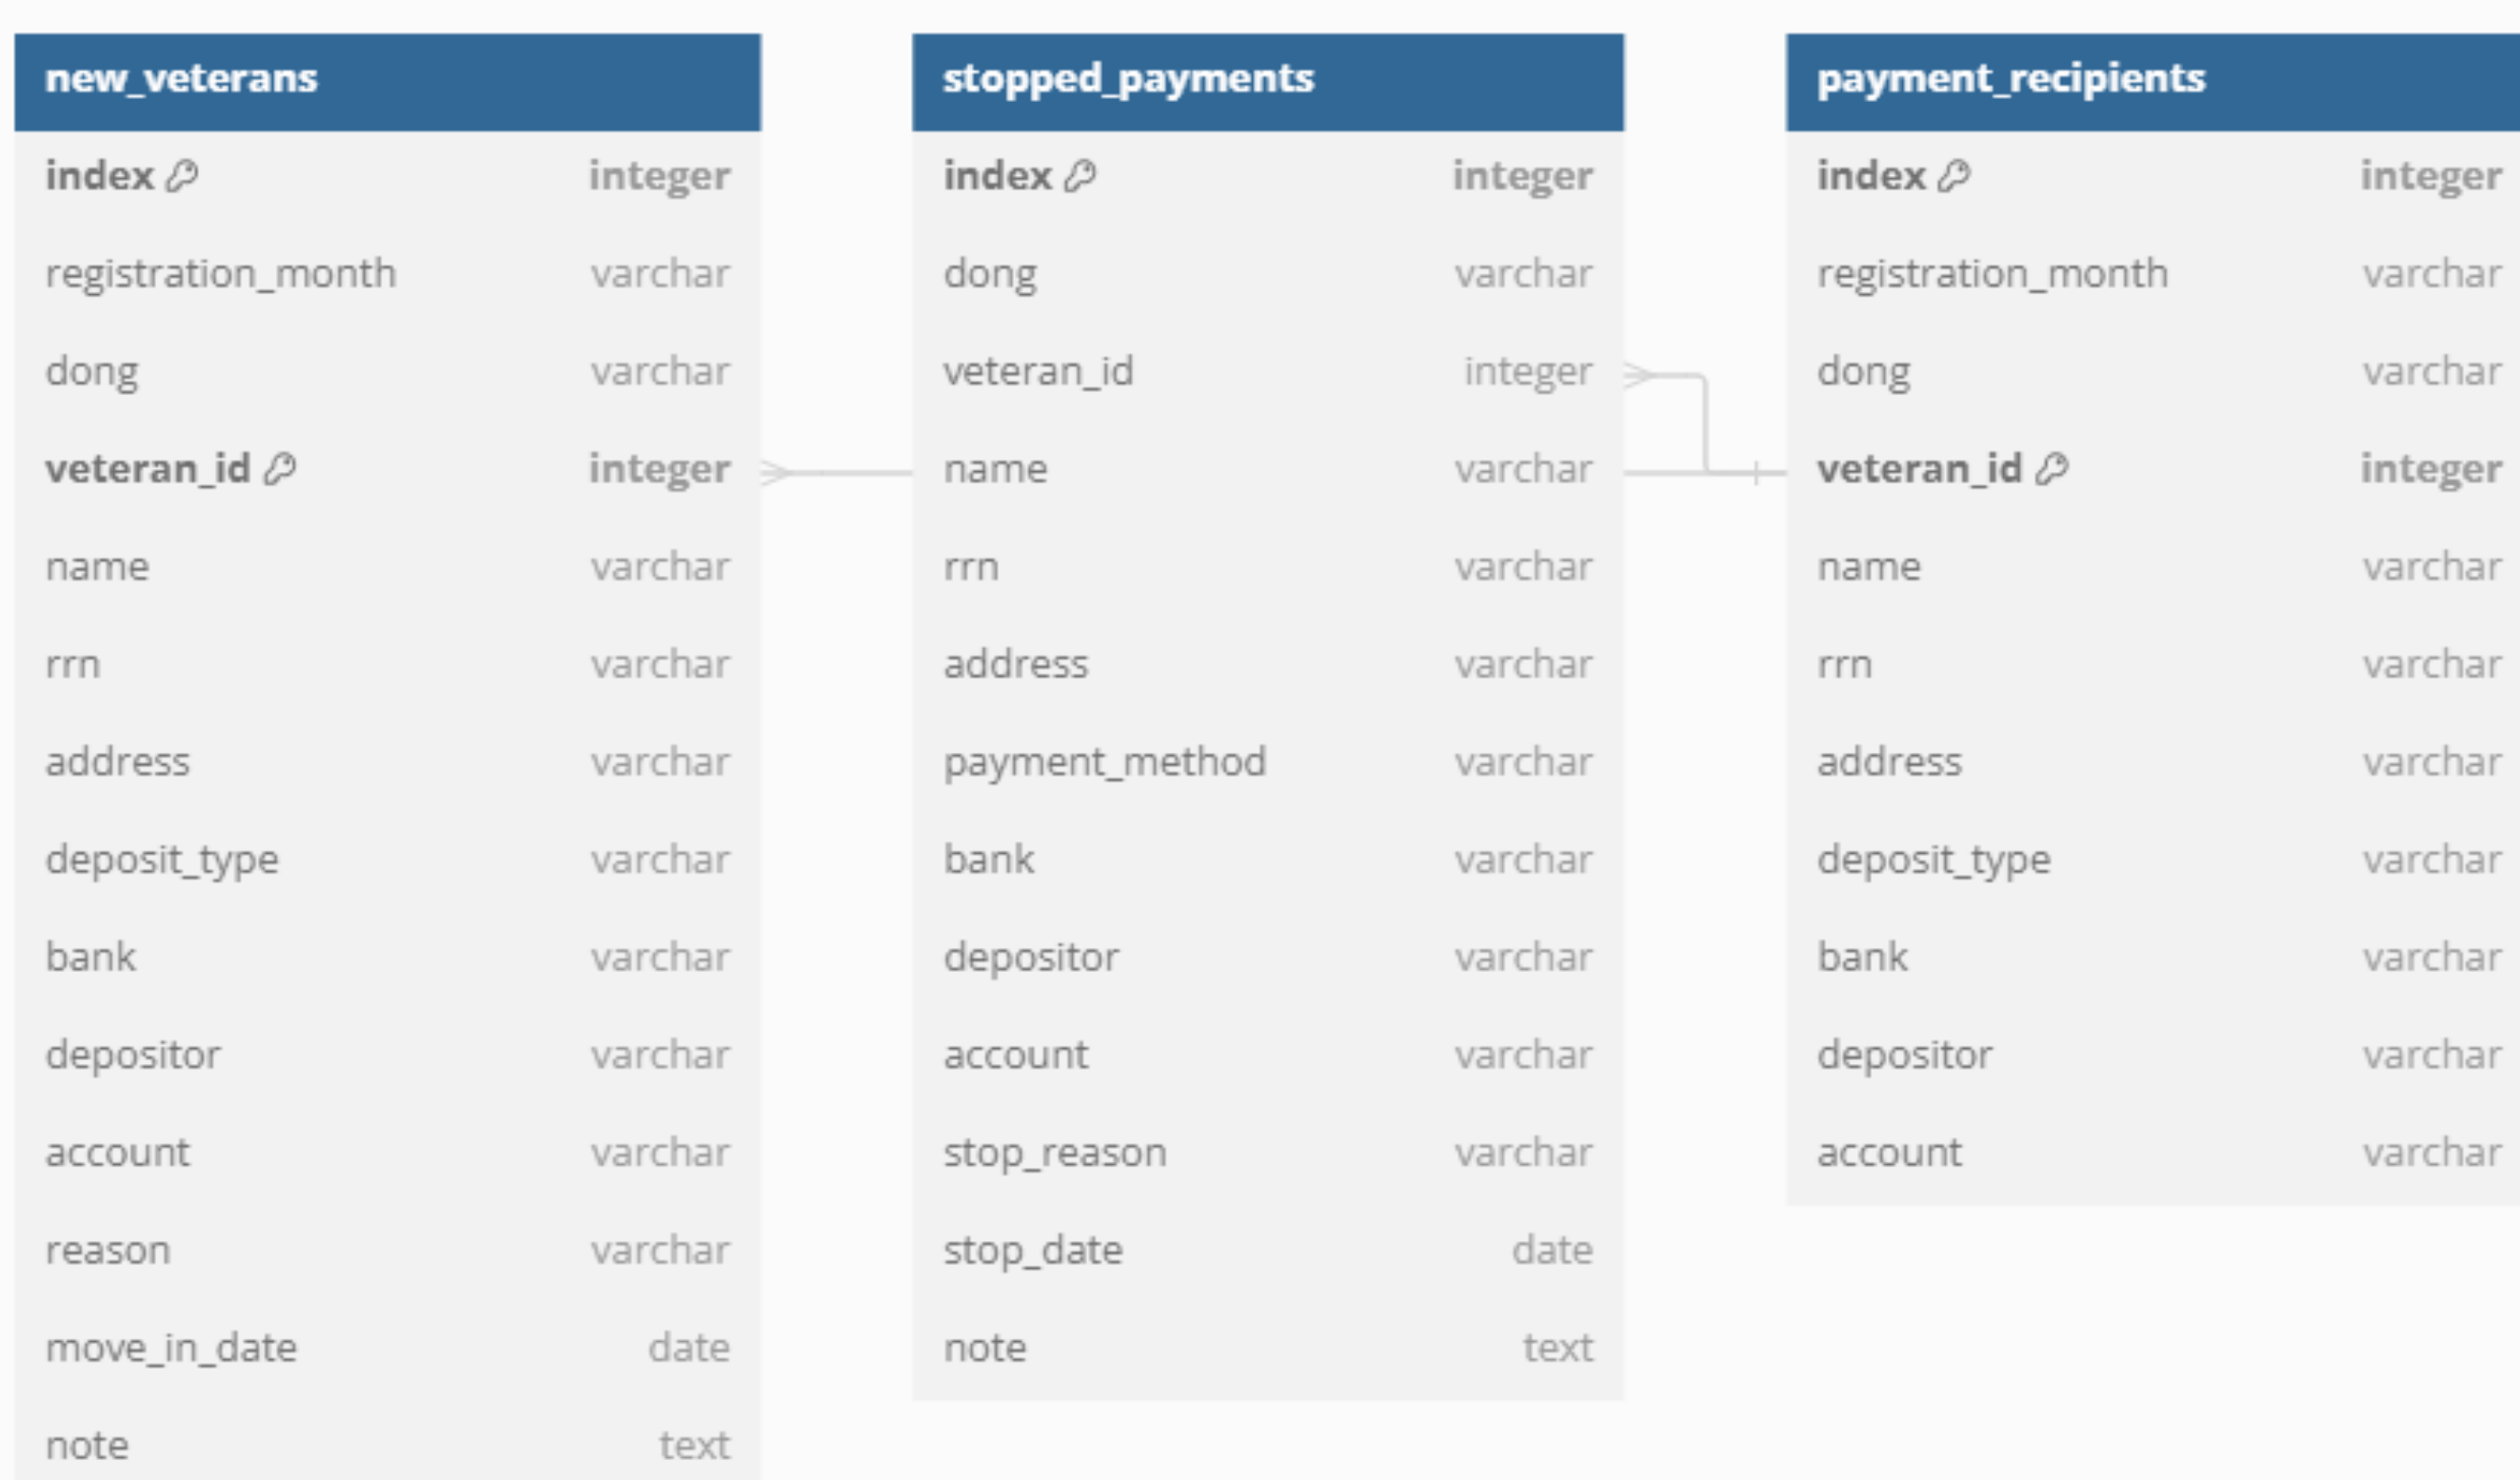 new_veterans
index integer
registration_month varchar
dong varchar
veteran_id integer
name varchar
rrn varchar
address varchar
deposit_type varchar
bank varchar
depositor varchar
account varchar
reason varchar
move_in_date date
note text
stopped_payments
index integer
dong varchar
veteran_id integer
name varchar
rrn varchar
address varchar
payment_method varchar
bank varchar
depositor varchar
account varchar
stop_reason varchar
stop_date date
note text
payment_recipients
index integer
registration_month varchar
dong varchar
veteran_id integer
name varchar
rrn varchar
address varchar
deposit_type varchar
bank varchar
depositor varchar
account varchar